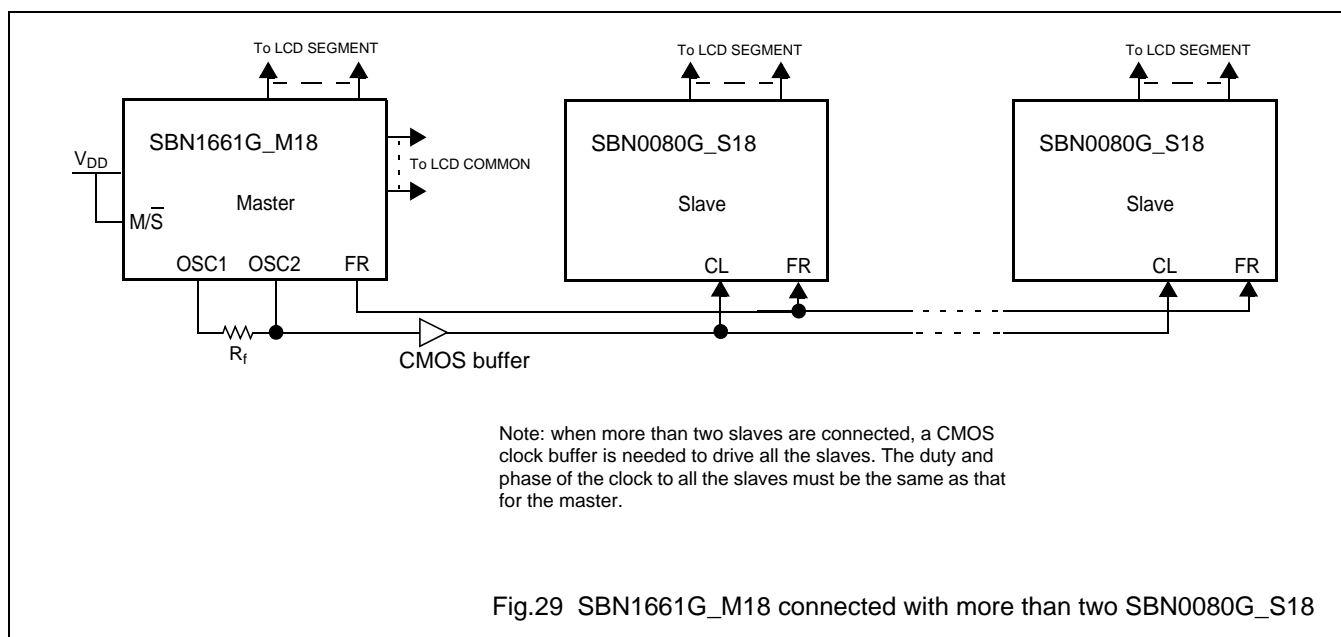 To LCD SEGMENT
To LCD SEGMENT
To LCD SEGMENT
SBN1661G_M18
SBN0080G_S18
SBN0080G_S18
VDD
To LCD COMMON
Master
Slave
Slave
M/S̅
OSC1 OSC2 FR
CL FR
CL FR
Rf
CMOS buffer
Note: when more than two slaves are connected, a CMOS
clock buffer is needed to drive all the slaves. The duty and
phase of the clock to all the slaves must be the same as that
for the master.
Fig.29 SBN1661G_M18 connected with more than two SBN0080G_S18